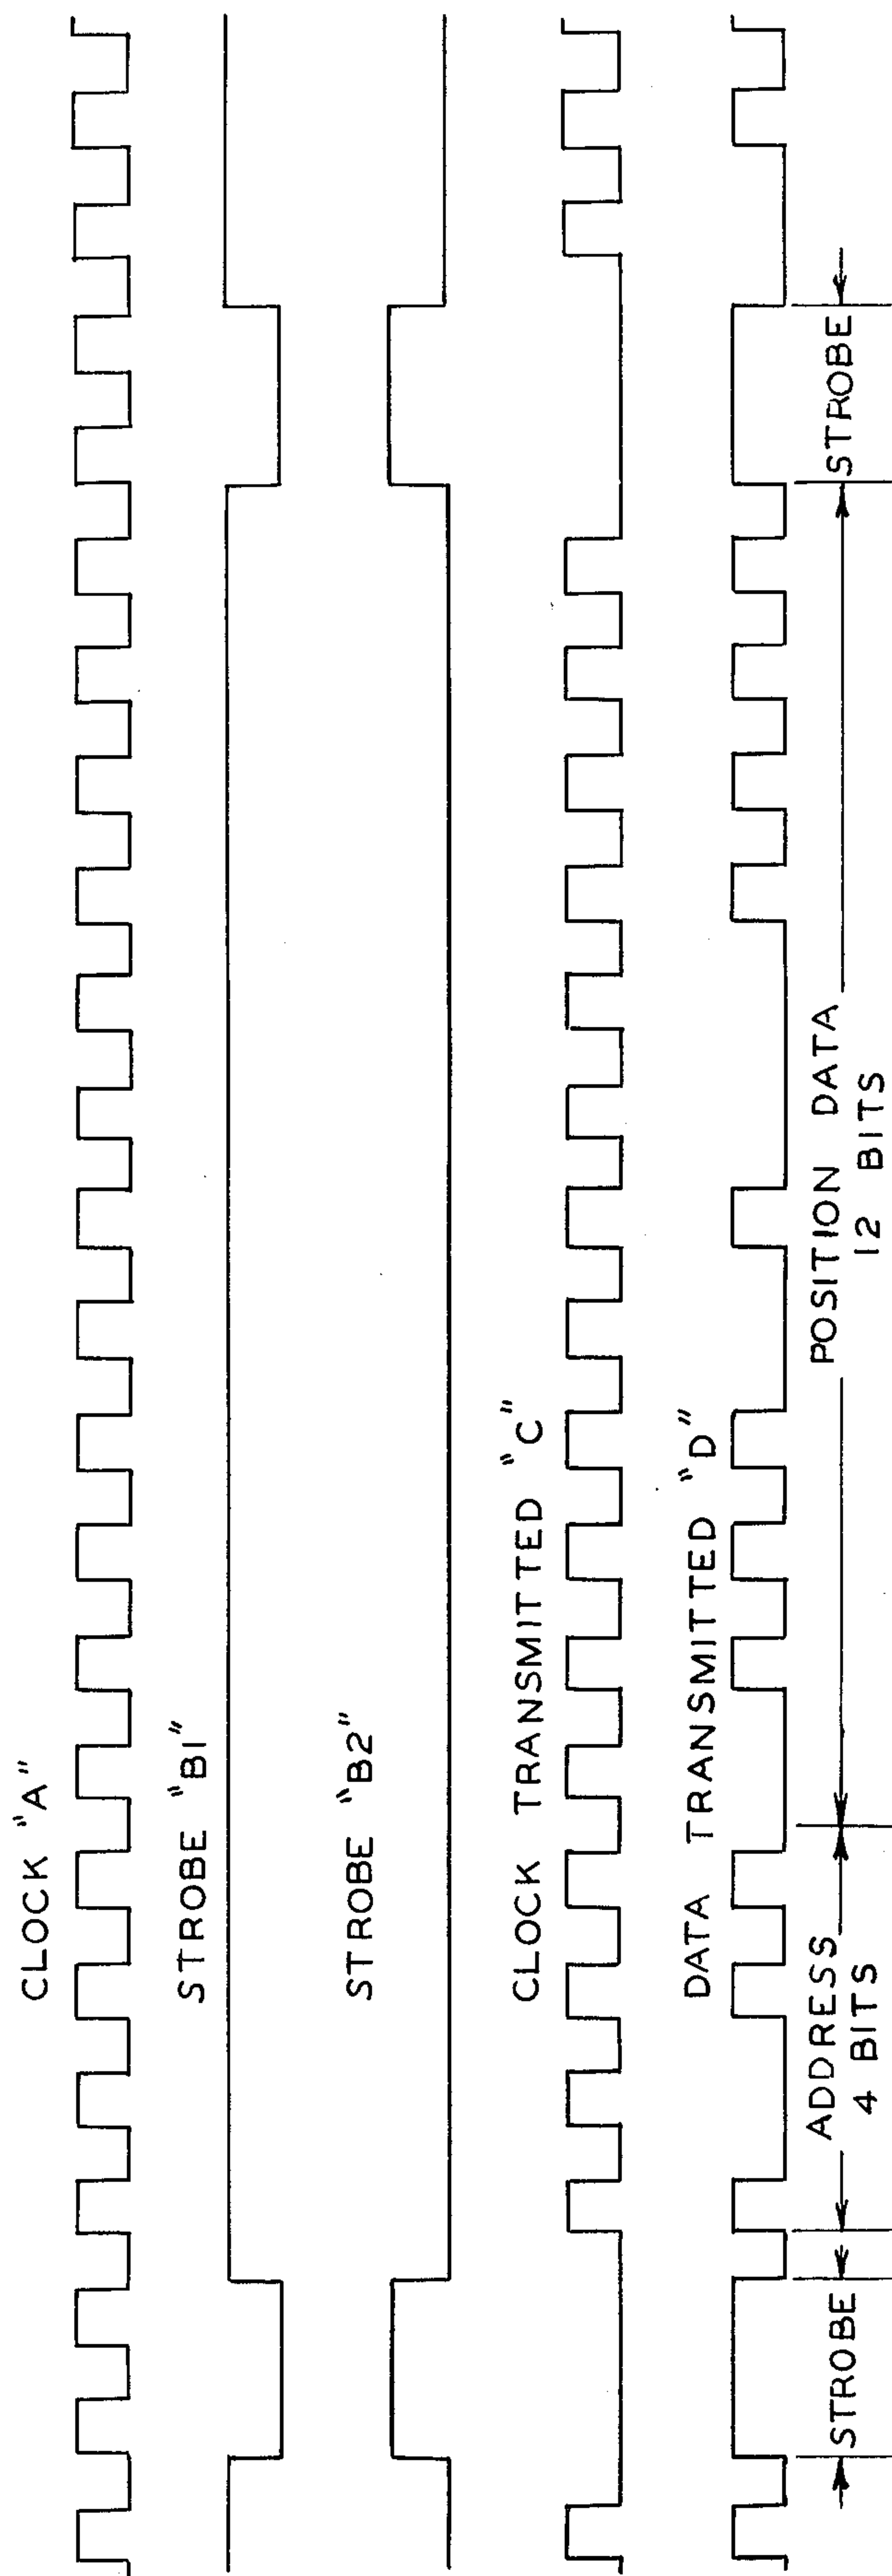 CLOCK "A"
STROBE "B1"
STROBE "B2"
CLOCK TRANSMITTED "C"
DATA TRANSMITTED "D"
STROBE
ADDRESS
4 BITS
POSITION DATA
12 BITS
STROBE